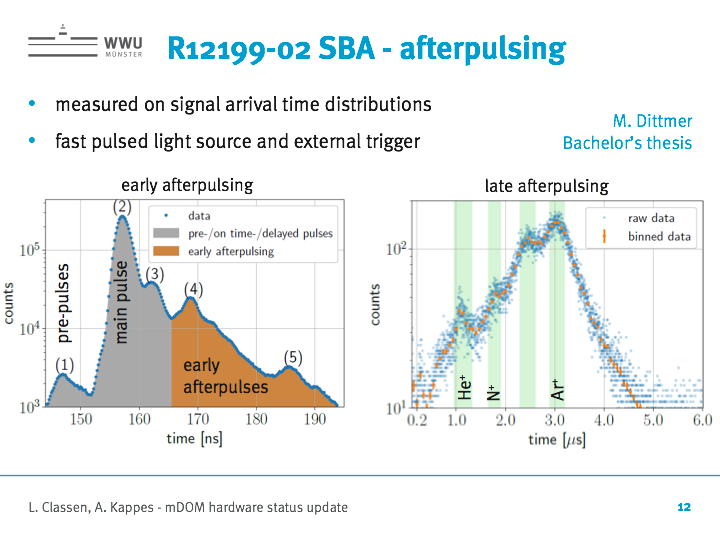 WWU
MÜNSTER
R12199-02 SBA - afterpulsing
• measured on signal arrival time distributions
• fast pulsed light source and external trigger
M. Dittmer
Bachelor's thesis
early afterpulsing
(2)
data
pre-/on time-/delayed pulses
early afterpulsing
10⁵
10⁴
10³
counts
pre-pulses
main pulse
(1)
(3)
(4)
(5)
early
afterpulses
150 160 170 180 190
time [ns]
late afterpulsing
raw data
binned data
10²
10¹
counts
He⁺
N⁺
Ar⁺
0.2 1.0 2.0 3.0 4.0 5.0 6.0
time [μs]
L. Classen, A. Kappes - mDOM hardware status update
12